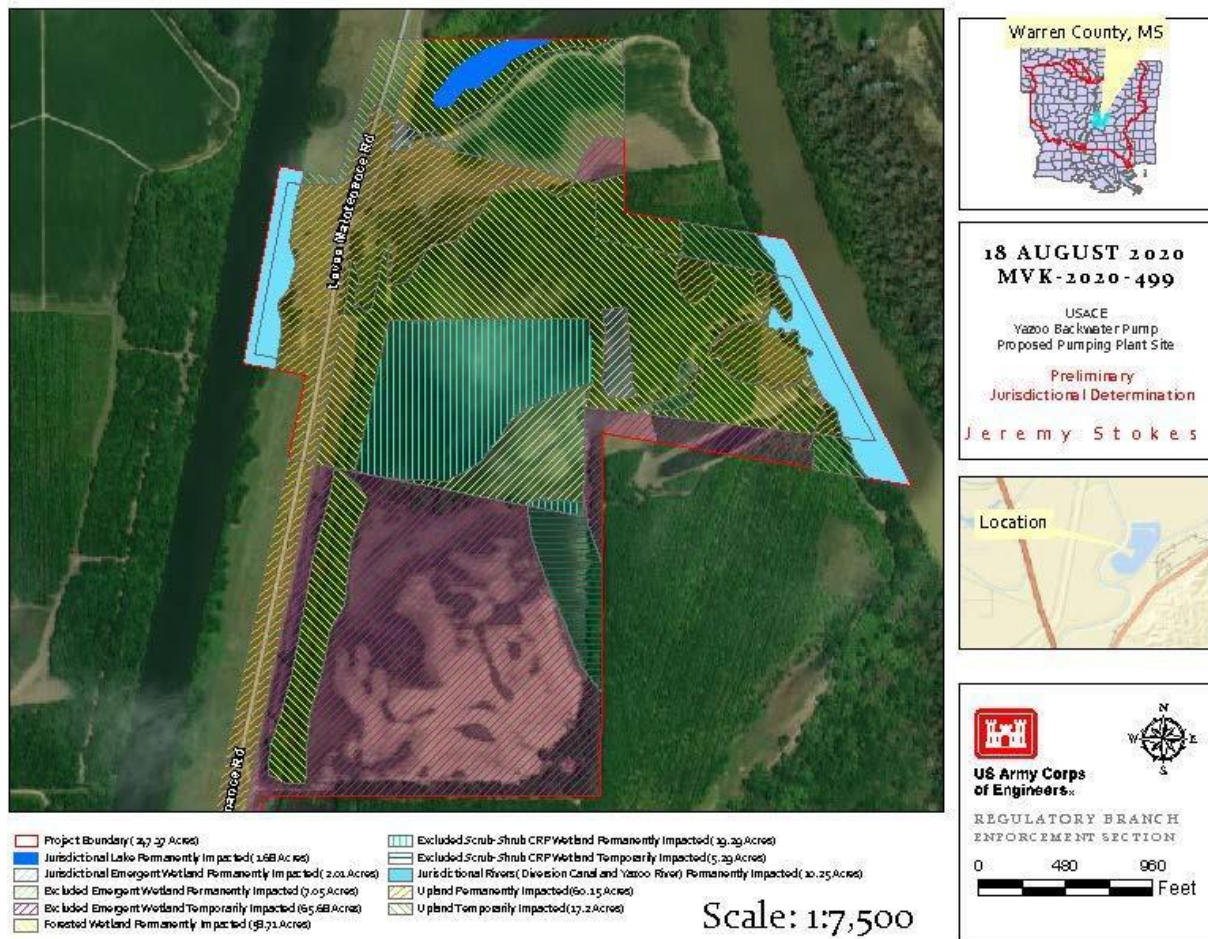 Warren County, MS
18 AUGUST 2020
MVK-2020-499
USACE
Yazoo Backwater Pump
Proposed Pumping Plant Site
Preliminary
Jurisdictional Determination
Jeremy Stokes
Location
US Army Corps
of Engineers
REGULATORY BRANCH
ENFORCEMENT SECTION
N
W E
S
0 480 960
Feet
Levee Maintenance Rd
nance Rd
Project Boundary (247.27 Acres)
Jurisdictional Lake Permanently Impacted (1.68 Acres)
Jurisdictional Emergent Wetland Permanently Impacted (2.01 Acres)
Excluded Emergent Wetland Permanently Impacted (7.05 Acres)
Excluded Emergent Wetland Temporarily Impacted (65.68 Acres)
Forested Wetland Permanently Impacted (58.71 Acres)
Excluded Scrub-Shrub CRP Wetland Permanently Impacted (19.29 Acres)
Excluded Scrub-Shrub CRP Wetland Temporarily Impacted (5.29 Acres)
Jurisdictional Rivers (Diversion Canal and Yazoo River) Permanently Impacted (10.25 Acres)
Upland Permanently Impacted (60.15 Acres)
Upland Temporarily Impacted (17.2 Acres)
Scale: 1:7,500